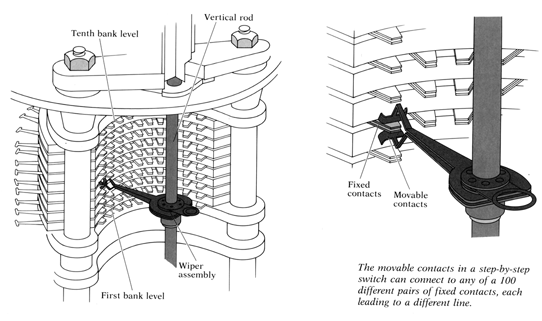 Vertical rod
Tenth bank level
Wiper
assembly
First bank level
Fixed
contacts
Movable
contacts
The movable contacts in a step-by-step
switch can connect to any of a 100
different pairs of fixed contacts, each
leading to a different line.